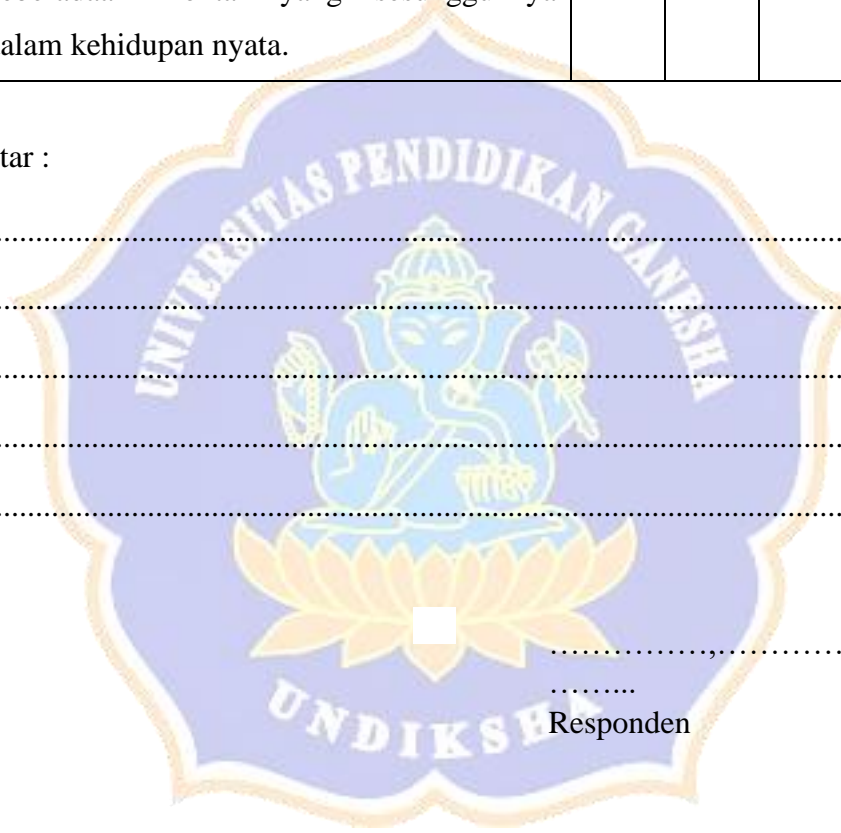 alam kehidupan nyata.
tar :
................................................................................
................................................................................
................................................................................
................................................................................
................................................................................
UNIVERSITAS PENDIDIKAN GANESHA
……………,…………
……...
UNDIKSHA
Responden